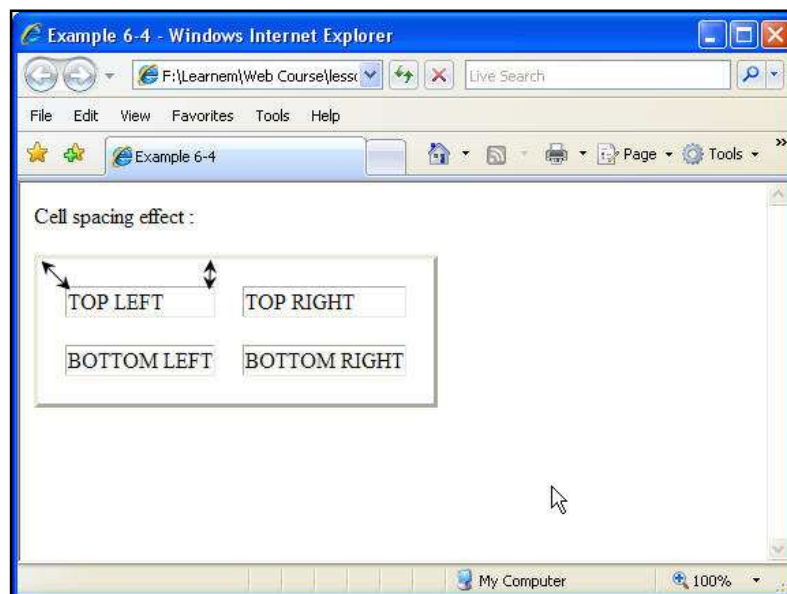 Example 6-4 - Windows Internet Explorer
F:\Learnem\Web Course\less
Live Search
File Edit View Favorites Tools Help
Example 6-4
Page Tools »
Cell spacing effect :
TOP LEFT TOP RIGHT
BOTTOM LEFT BOTTOM RIGHT
My Computer 100%